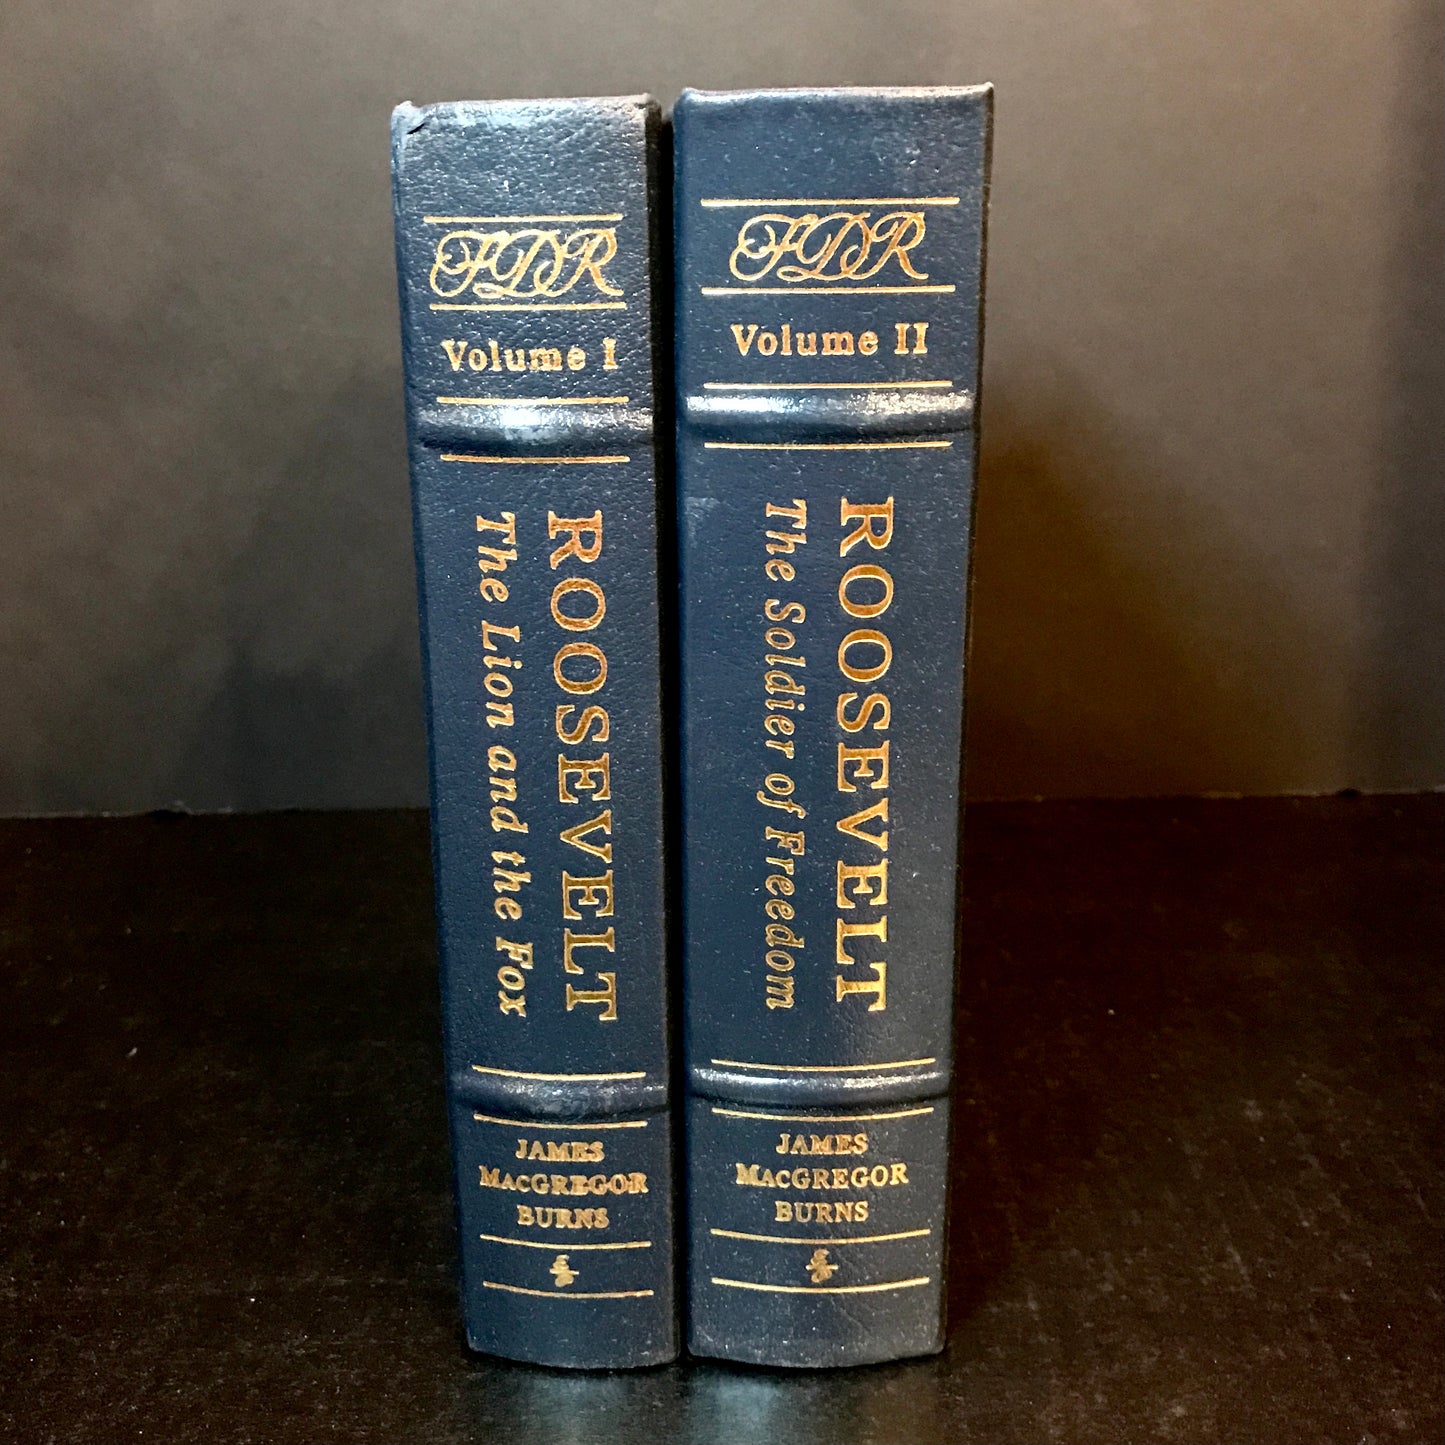 FDR
Volume I
ROOSEVELT
The Lion and the Fox
JAMES
MACGREGOR
BURNS
FDR
Volume II
ROOSEVELT
The Soldier of Freedom
JAMES
MACGREGOR
BURNS